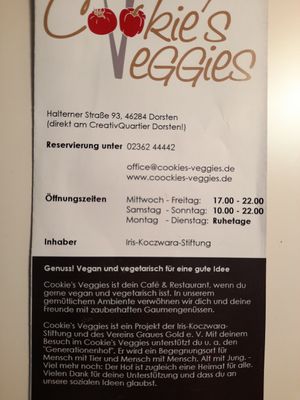 Cookie's
Veggies
Halterner Straße 93, 46284 Dorsten
(direkt am CreativQuartier Dorsten!)
Reservierung unter 02362 44442
office@coockies-veggies.de
www.coockies-veggies.de
Öffnungszeiten Mittwoch - Freitag: 17.00 - 22.00
Samstag - Sonntag: 10.00 - 22.00
Montag - Dienstag: Ruhetage
Inhaber Iris-Koczwara-Stiftung
Genuss! Vegan und vegetarisch für eine gute Idee
Cookie's Veggies ist dein Café & Restaurant, wenn du
gerne vegan und vegetarisch isst. In unserem
gemütlichem Ambiente verwöhnen wir dich und deine
Freunde mit zauberhaften Gaumengenüssen.
Cookie's Veggies ist ein Projekt der Iris-Koczwara-
Stiftung und des Vereins Graues Gold e. V. Mit deinem
Besuch im Cookie's Veggies unterstützt du u. a. den
"Generationenhof". Er wird ein Begegnungsort für
Mensch mit Tier und Mensch mit Mensch. Alt mit Jung. -
Viel mehr noch: Der Hof ist zugleich eine Heimat für alle.
Vielen Dank für deine Unterstützung und dass du an
unsere sozialen Ideen glaubst.